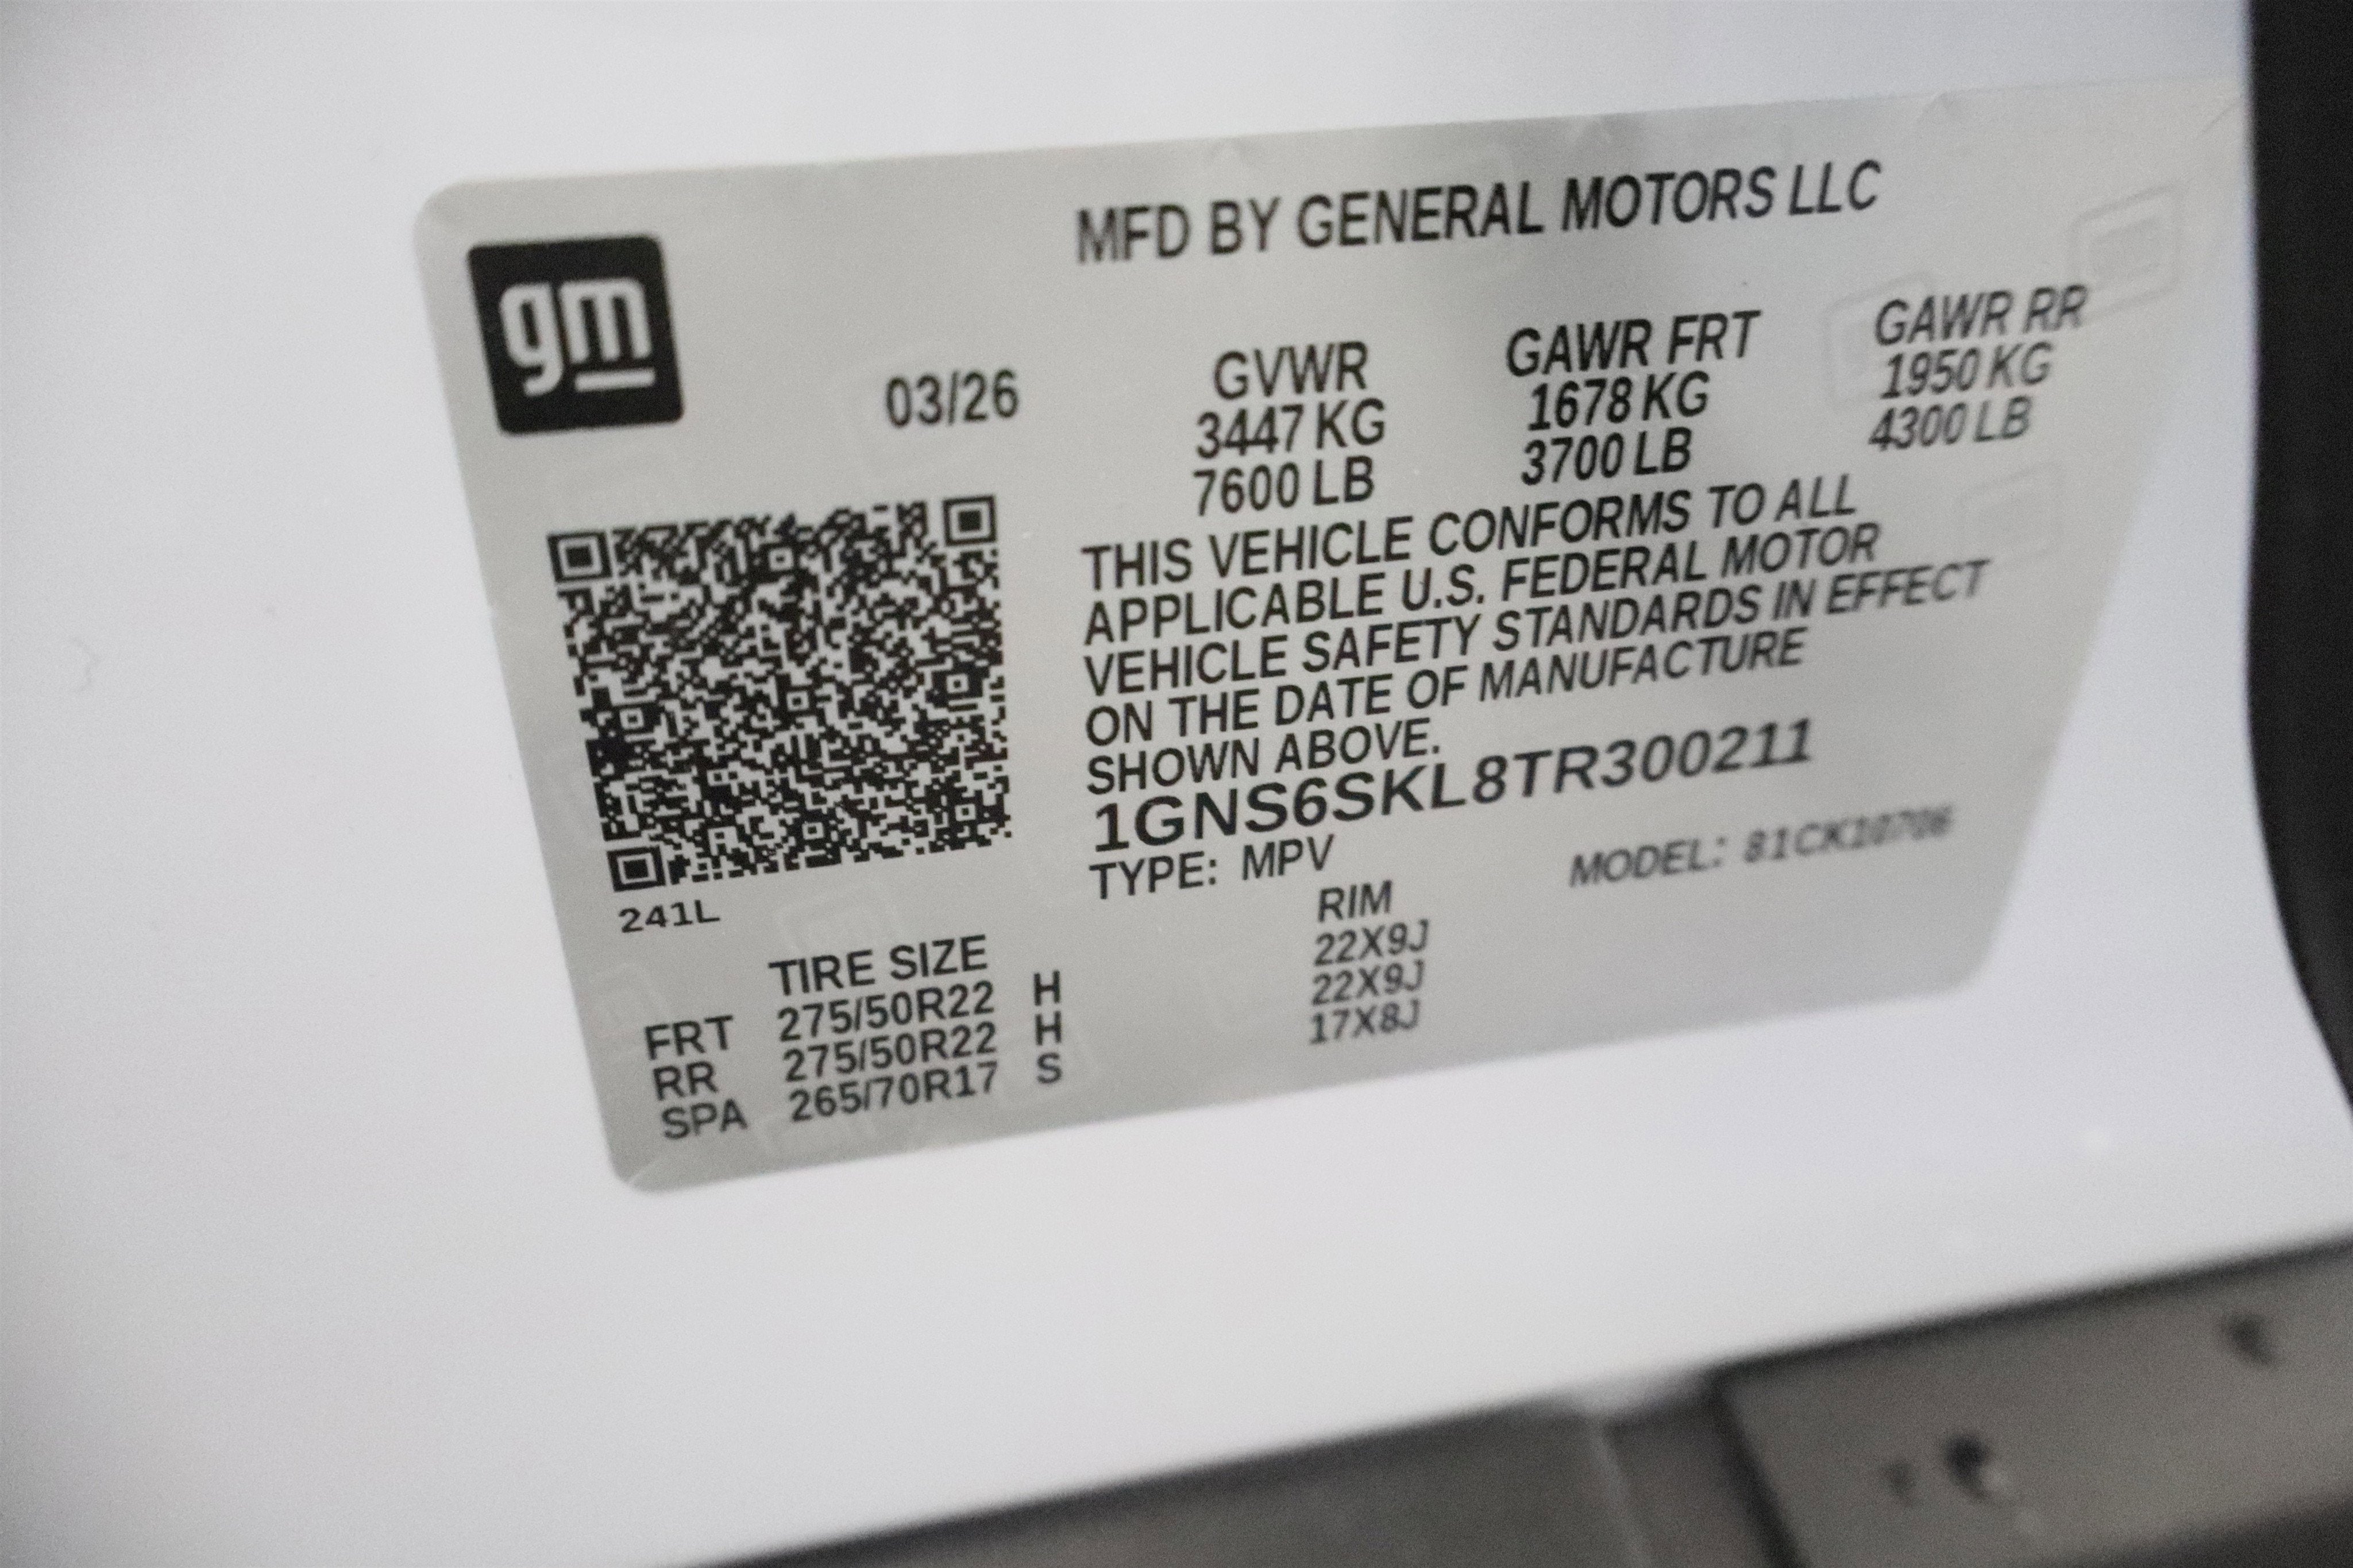 gm
MFD BY GENERAL MOTORS LLC
03/26
GVWR GAWR FRT GAWR RR
3447 KG 1678 KG 1950 KG
7600 LB 3700 LB 4300 LB
THIS VEHICLE CONFORMS TO ALL
APPLICABLE U.S. FEDERAL MOTOR
VEHICLE SAFETY STANDARDS IN EFFECT
ON THE DATE OF MANUFACTURE
SHOWN ABOVE.
1GNS6SKL8TR300211
TYPE: MPV MODEL: 81CK10706
241L
TIRE SIZE RIM
FRT 275/50R22 H 22X9J
RR 275/50R22 H 22X9J
SPA 265/70R17 S 17X8J